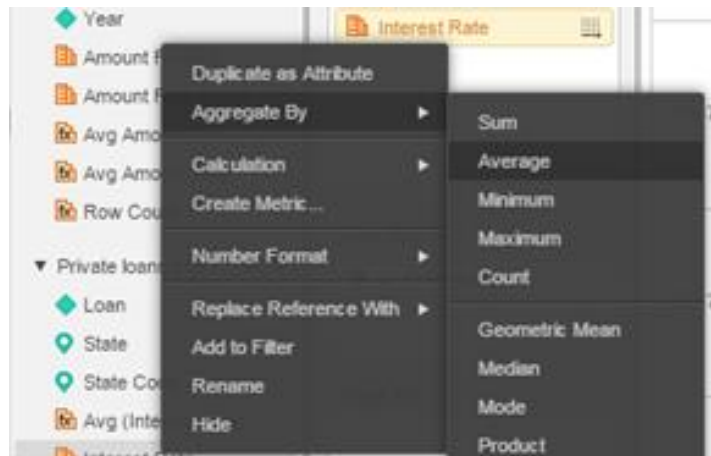 Year
Amount F
Amount F
Avg Amo
Avg Amo
Row Cou
Private loan
Loan
State
State Co
Avg (Inte
Interest Rate
Duplicate as Attribute
Aggregate By
Calculation
Create Metric...
Number Format
Replace Reference With
Add to Filter
Rename
Hide
Sum
Average
Minimum
Maximum
Count
Geometric Mean
Median
Mode
Product